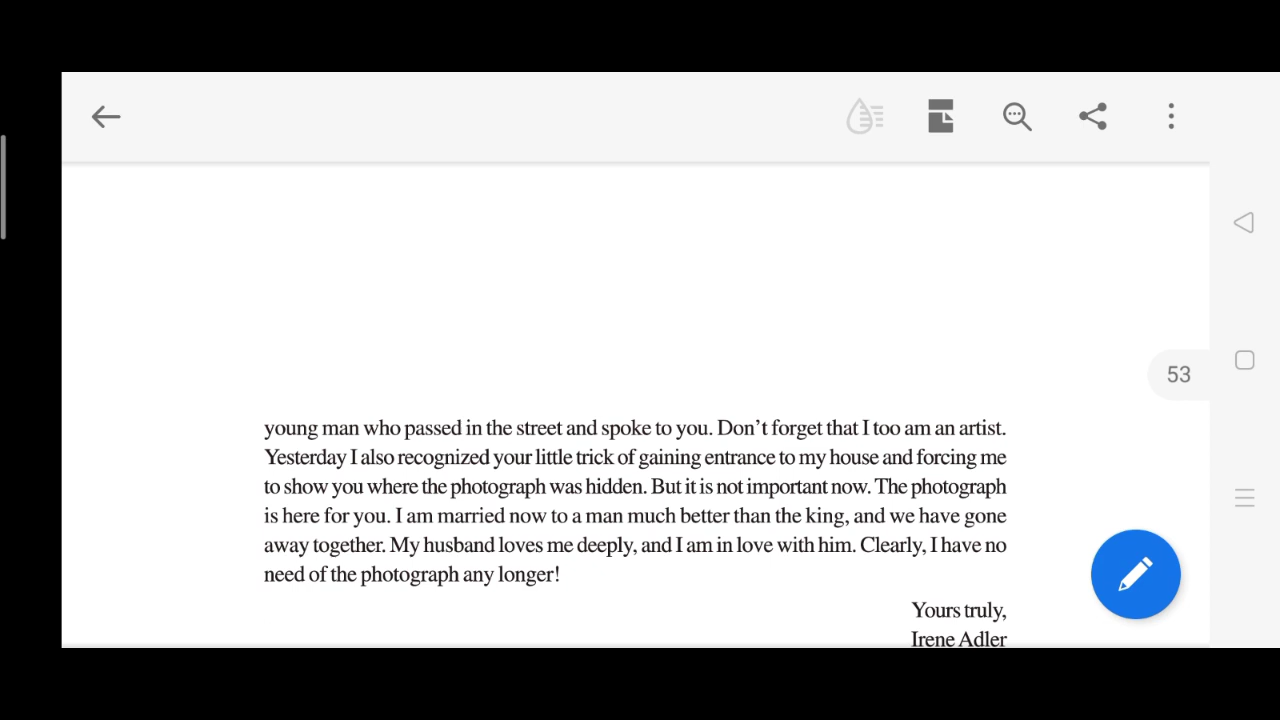 53
young man who passed in the street and spoke to you. Don’t forget that I too am an artist.
Yesterday I also recognized your little trick of gaining entrance to my house and forcing me
to show you where the photograph was hidden. But it is not important now. The photograph
is here for you. I am married now to a man much better than the king, and we have gone
away together. My husband loves me deeply, and I am in love with him. Clearly, I have no
need of the photograph any longer!
Yours truly,
Irene Adler